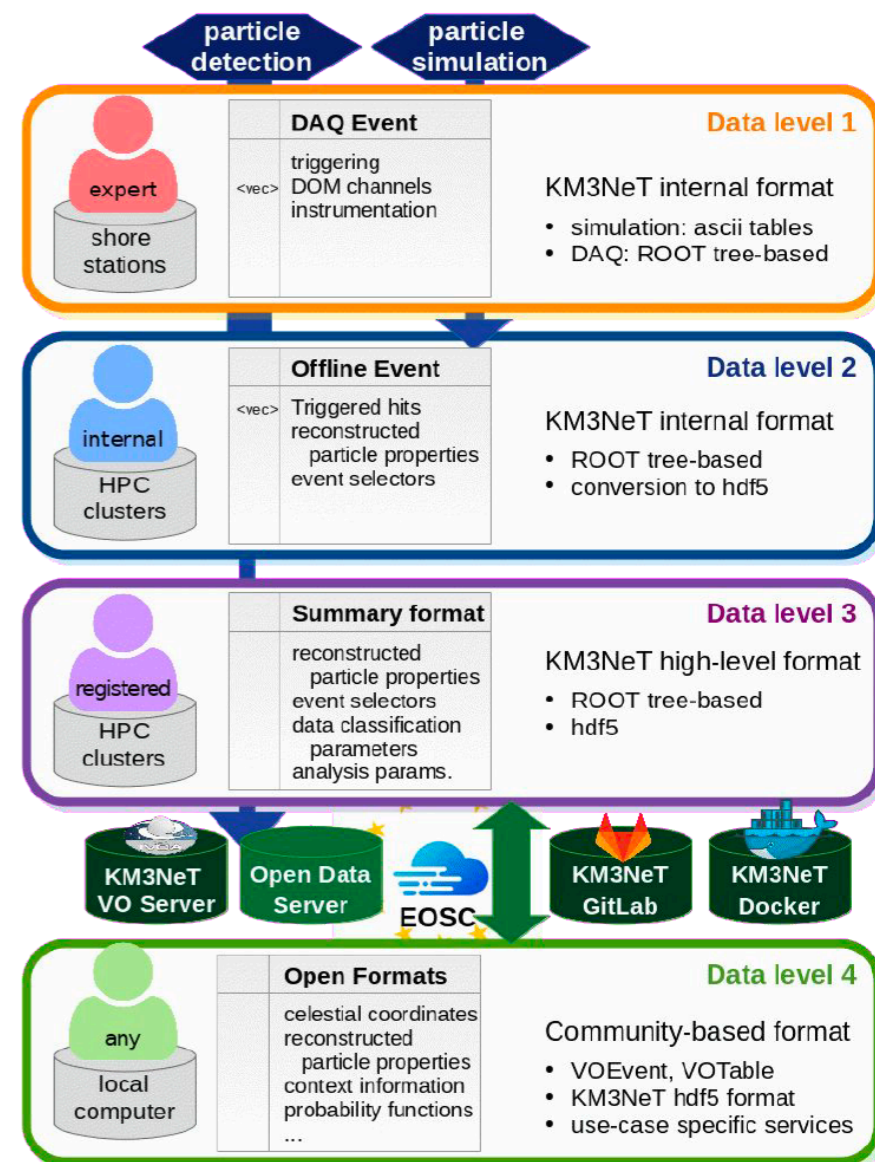 particle
detection
particle
simulation
Data level 1
expert
shore
stations
DAQ Event
<vec>
triggering
DOM channels
instrumentation
KM3NeT internal format
• simulation: ascii tables
• DAQ: ROOT tree-based
Data level 2
internal
HPC
clusters
Offline Event
<vec>
Triggered hits
reconstructed
particle properties
event selectors
KM3NeT internal format
• ROOT tree-based
• conversion to hdf5
Data level 3
registered
HPC
clusters
Summary format
reconstructed
particle properties
event selectors
data classification
parameters
analysis params.
KM3NeT high-level format
• ROOT tree-based
• hdf5
KM3NeT
VO Server
Open Data
Server
EOSC
KM3NeT
GitLab
KM3NeT
Docker
Data level 4
any
local
computer
Open Formats
celestial coordinates
reconstructed
particle properties
context information
probability functions
...
Community-based format
• VOEvent, VOTable
• KM3NeT hdf5 format
• use-case specific services